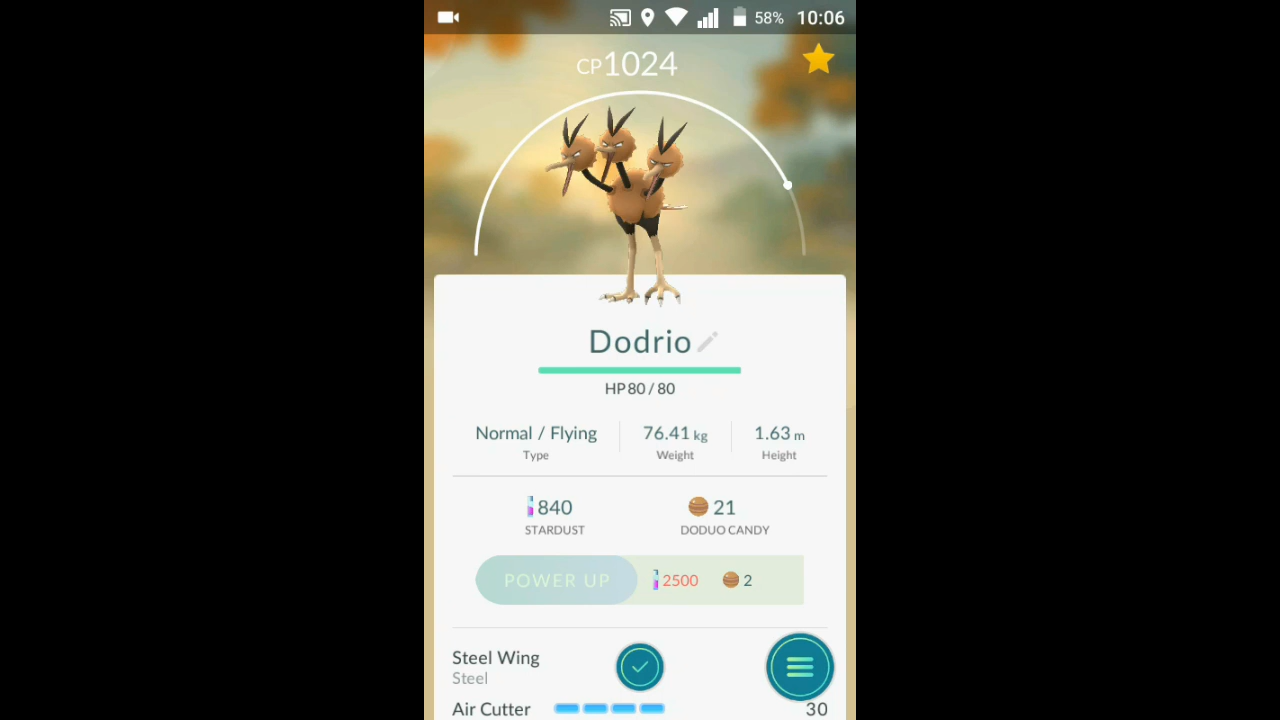 58% 10:06
CP1024
Dodrio
HP 80 / 80
Normal / Flying 76.41 kg 1.63 m
Type Weight Height
840 21
STARDUST DODUO CANDY
POWER UP 2500 2
Steel Wing
Steel
Air Cutter 30